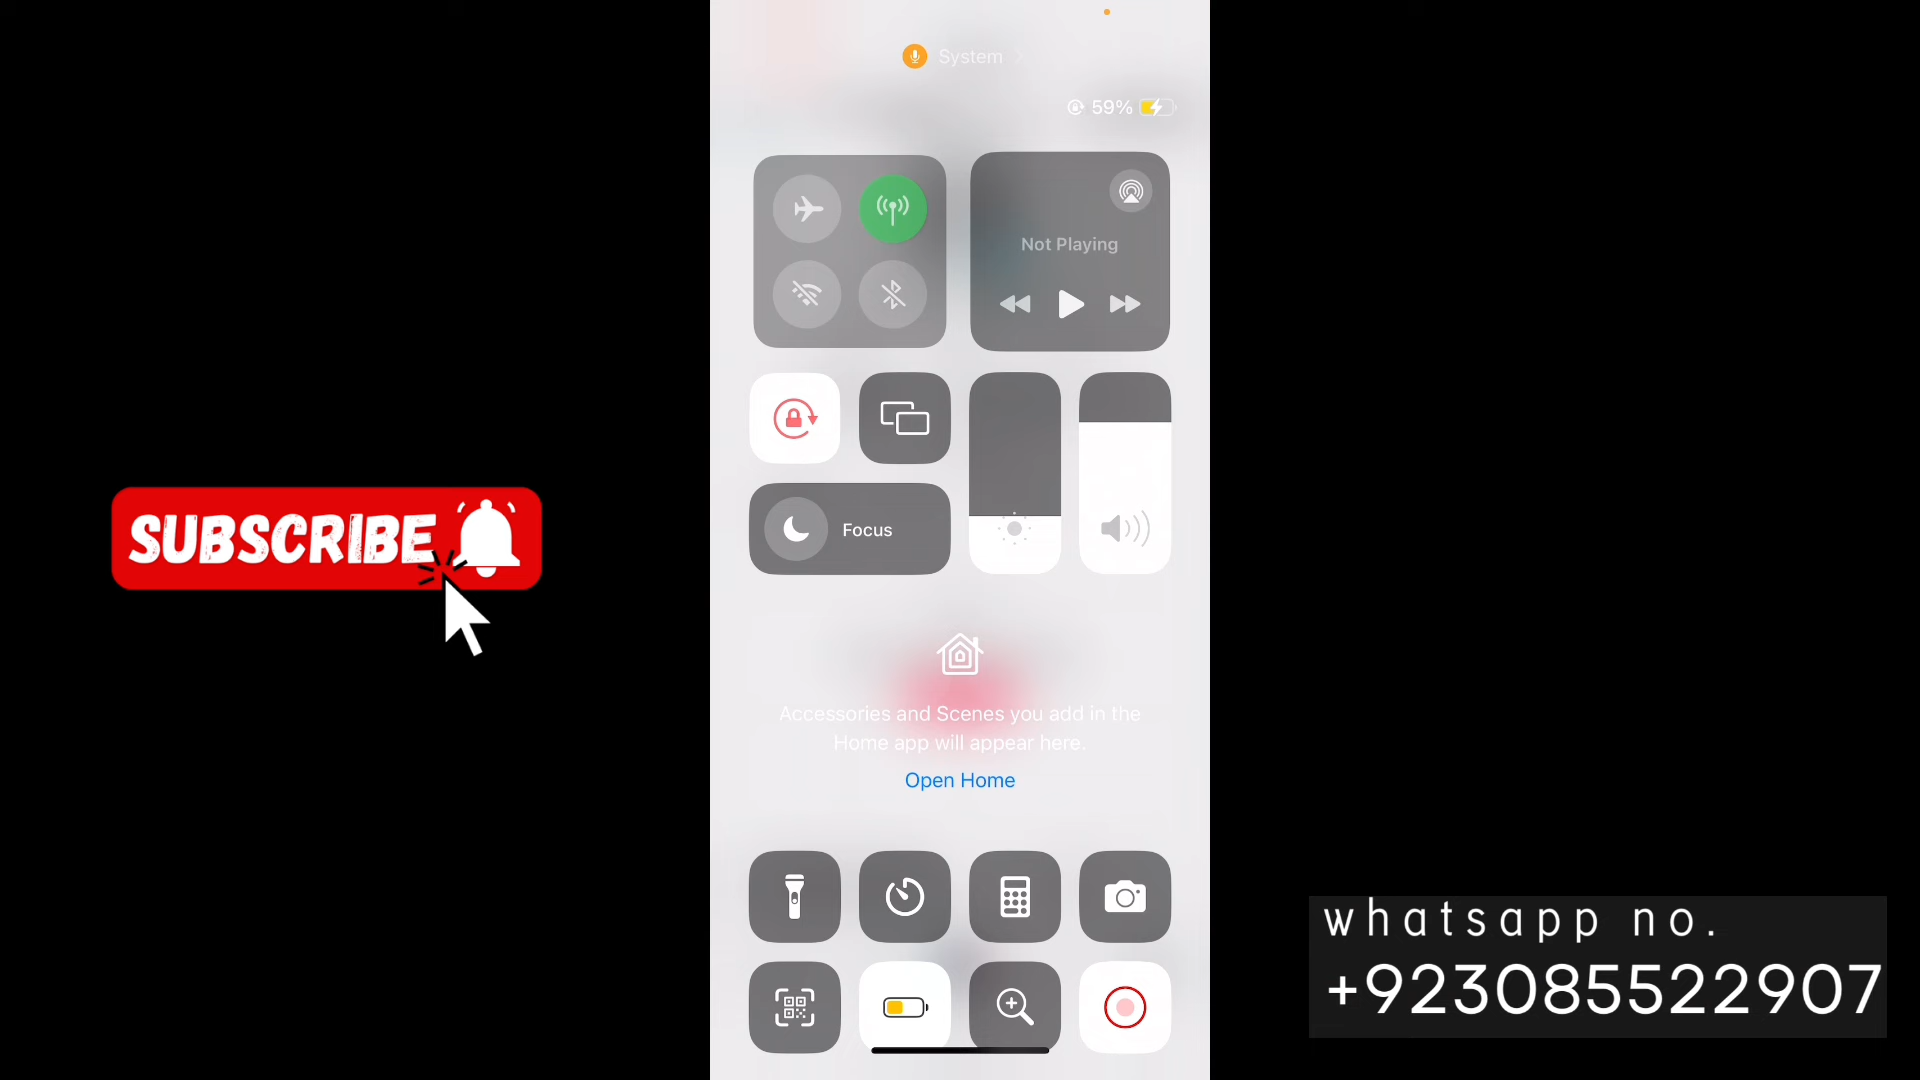 System
59%
Not Playing
Focus
Accessories and Scenes you add in the
Home app will appear here.
Open Home
SUBSCRIBE
whatsapp no.
+923085522907